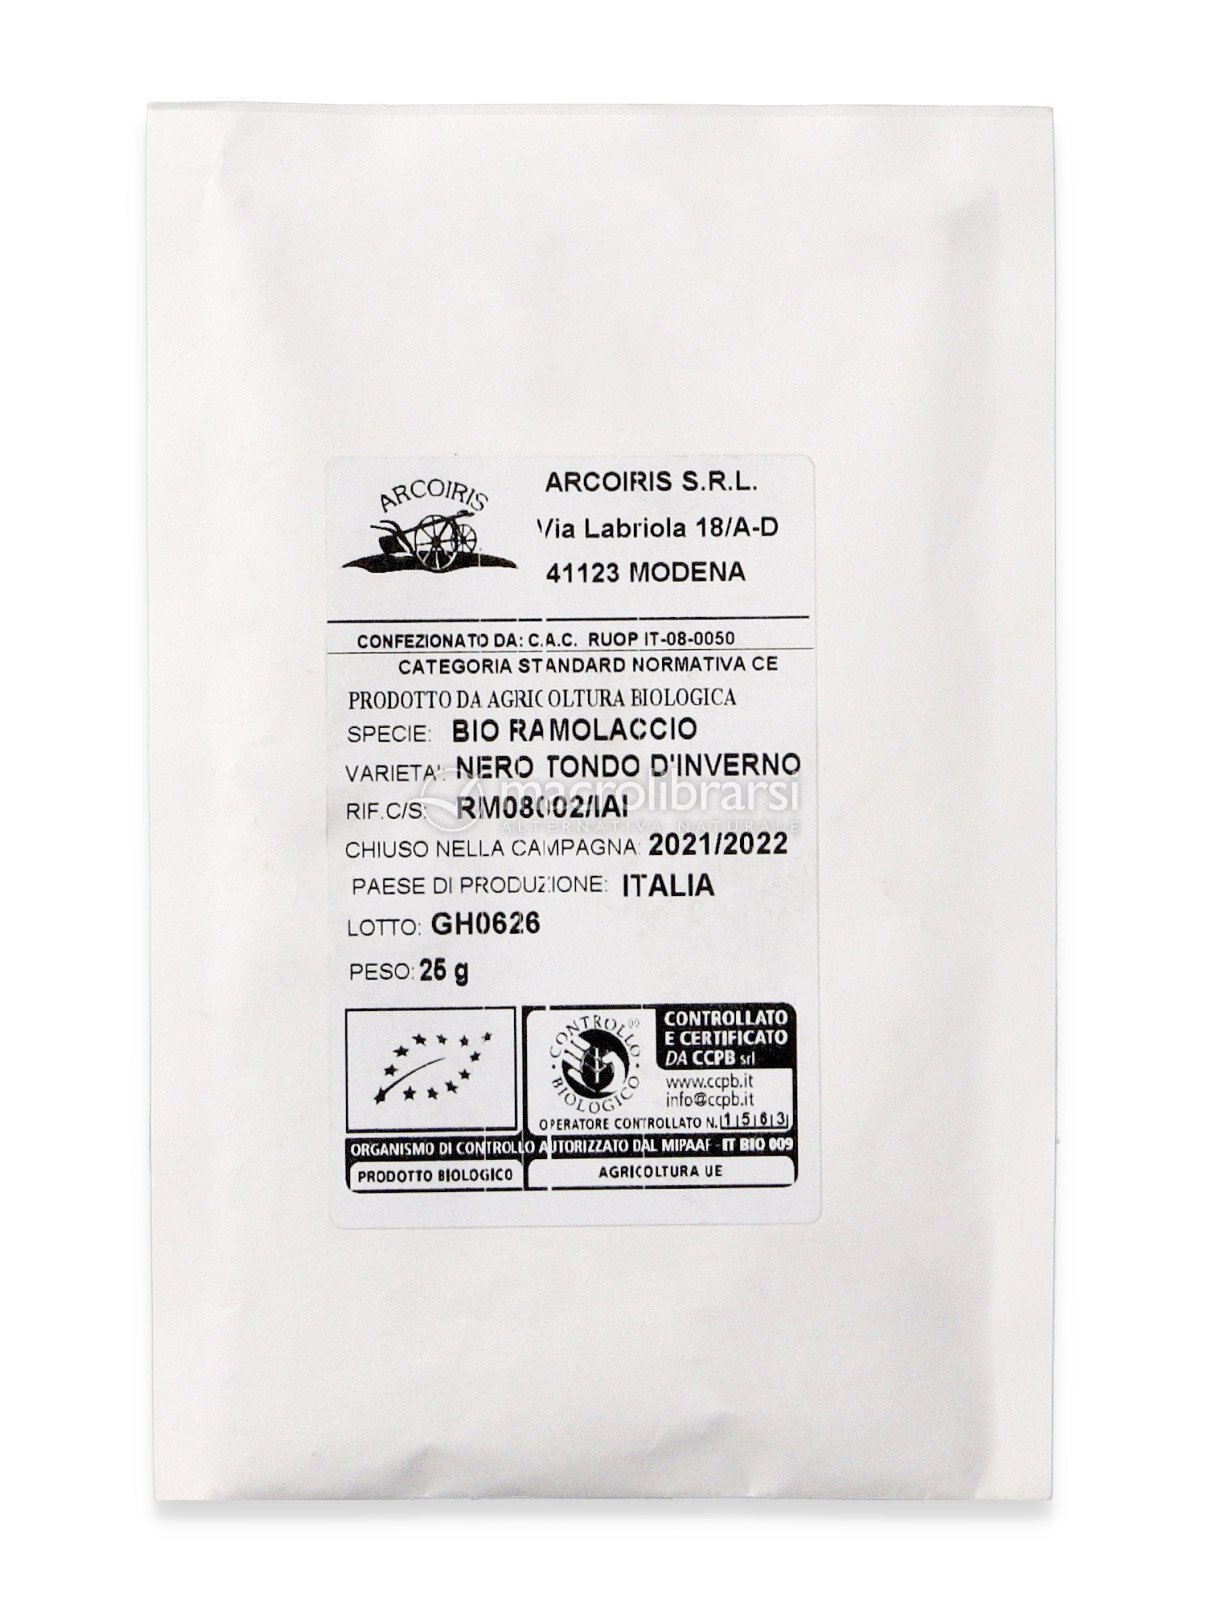 ARCOIRIS
ARCOIRIS S.R.L.
Via Labriola 18/A-D
41123 MODENA
CONFEZIONATO DA: C.A.C. RUOP IT-08-0050
CATEGORIA STANDARD NORMATIVA CE
PRODOTTO DA AGRICOLTURA BIOLOGICA
SPECIE: BIO RAMOLACCIO
VARIETA': NERO TONDO D'INVERNO
macrolibrarsi
RIF.C/S: RM08002/IAI
ALTERNATIVA NATURALE
CHIUSO NELLA CAMPAGNA: 2021/2022
PAESE DI PRODUZIONE: ITALIA
LOTTO: GH0626
PESO: 25 g
CONTROLLO BIOLOGICO
CONTROLLATO
E CERTIFICATO
DA CCPB srl
www.ccpb.it
info@ccpb.it
OPERATORE CONTROLLATO N. 1563
ORGANISMO DI CONTROLLO AUTORIZZATO DAL MIPAAF - IT BIO 009
PRODOTTO BIOLOGICO
AGRICOLTURA UE